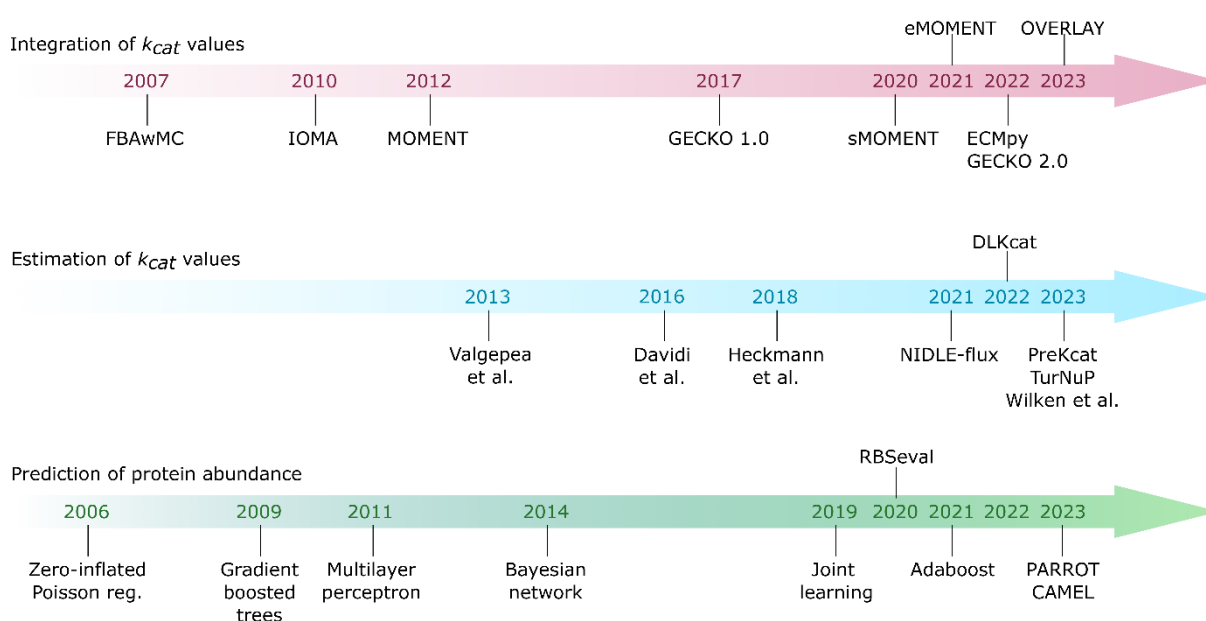 eMOMENT OVERLAY
Integration of kcat values
2007 2010 2012 2017 2020 2021 2022 2023
FBAwMC IOMA MOMENT GECKO 1.0 sMOMENT ECMpy
GECKO 2.0
DLKcat
Estimation of kcat values
2013 2016 2018 2021 2022 2023
Valgepea Davidi Heckmann NIDLE-flux PreKcat
et al. et al. et al. TurNuP
Wilken et al.
RBSeval
Prediction of protein abundance
2006 2009 2011 2014 2019 2020 2021 2022 2023
Zero-inflated Gradient Multilayer Bayesian Joint Adaboost PARROT
Poisson reg. boosted perceptron network learning CAMEL
trees